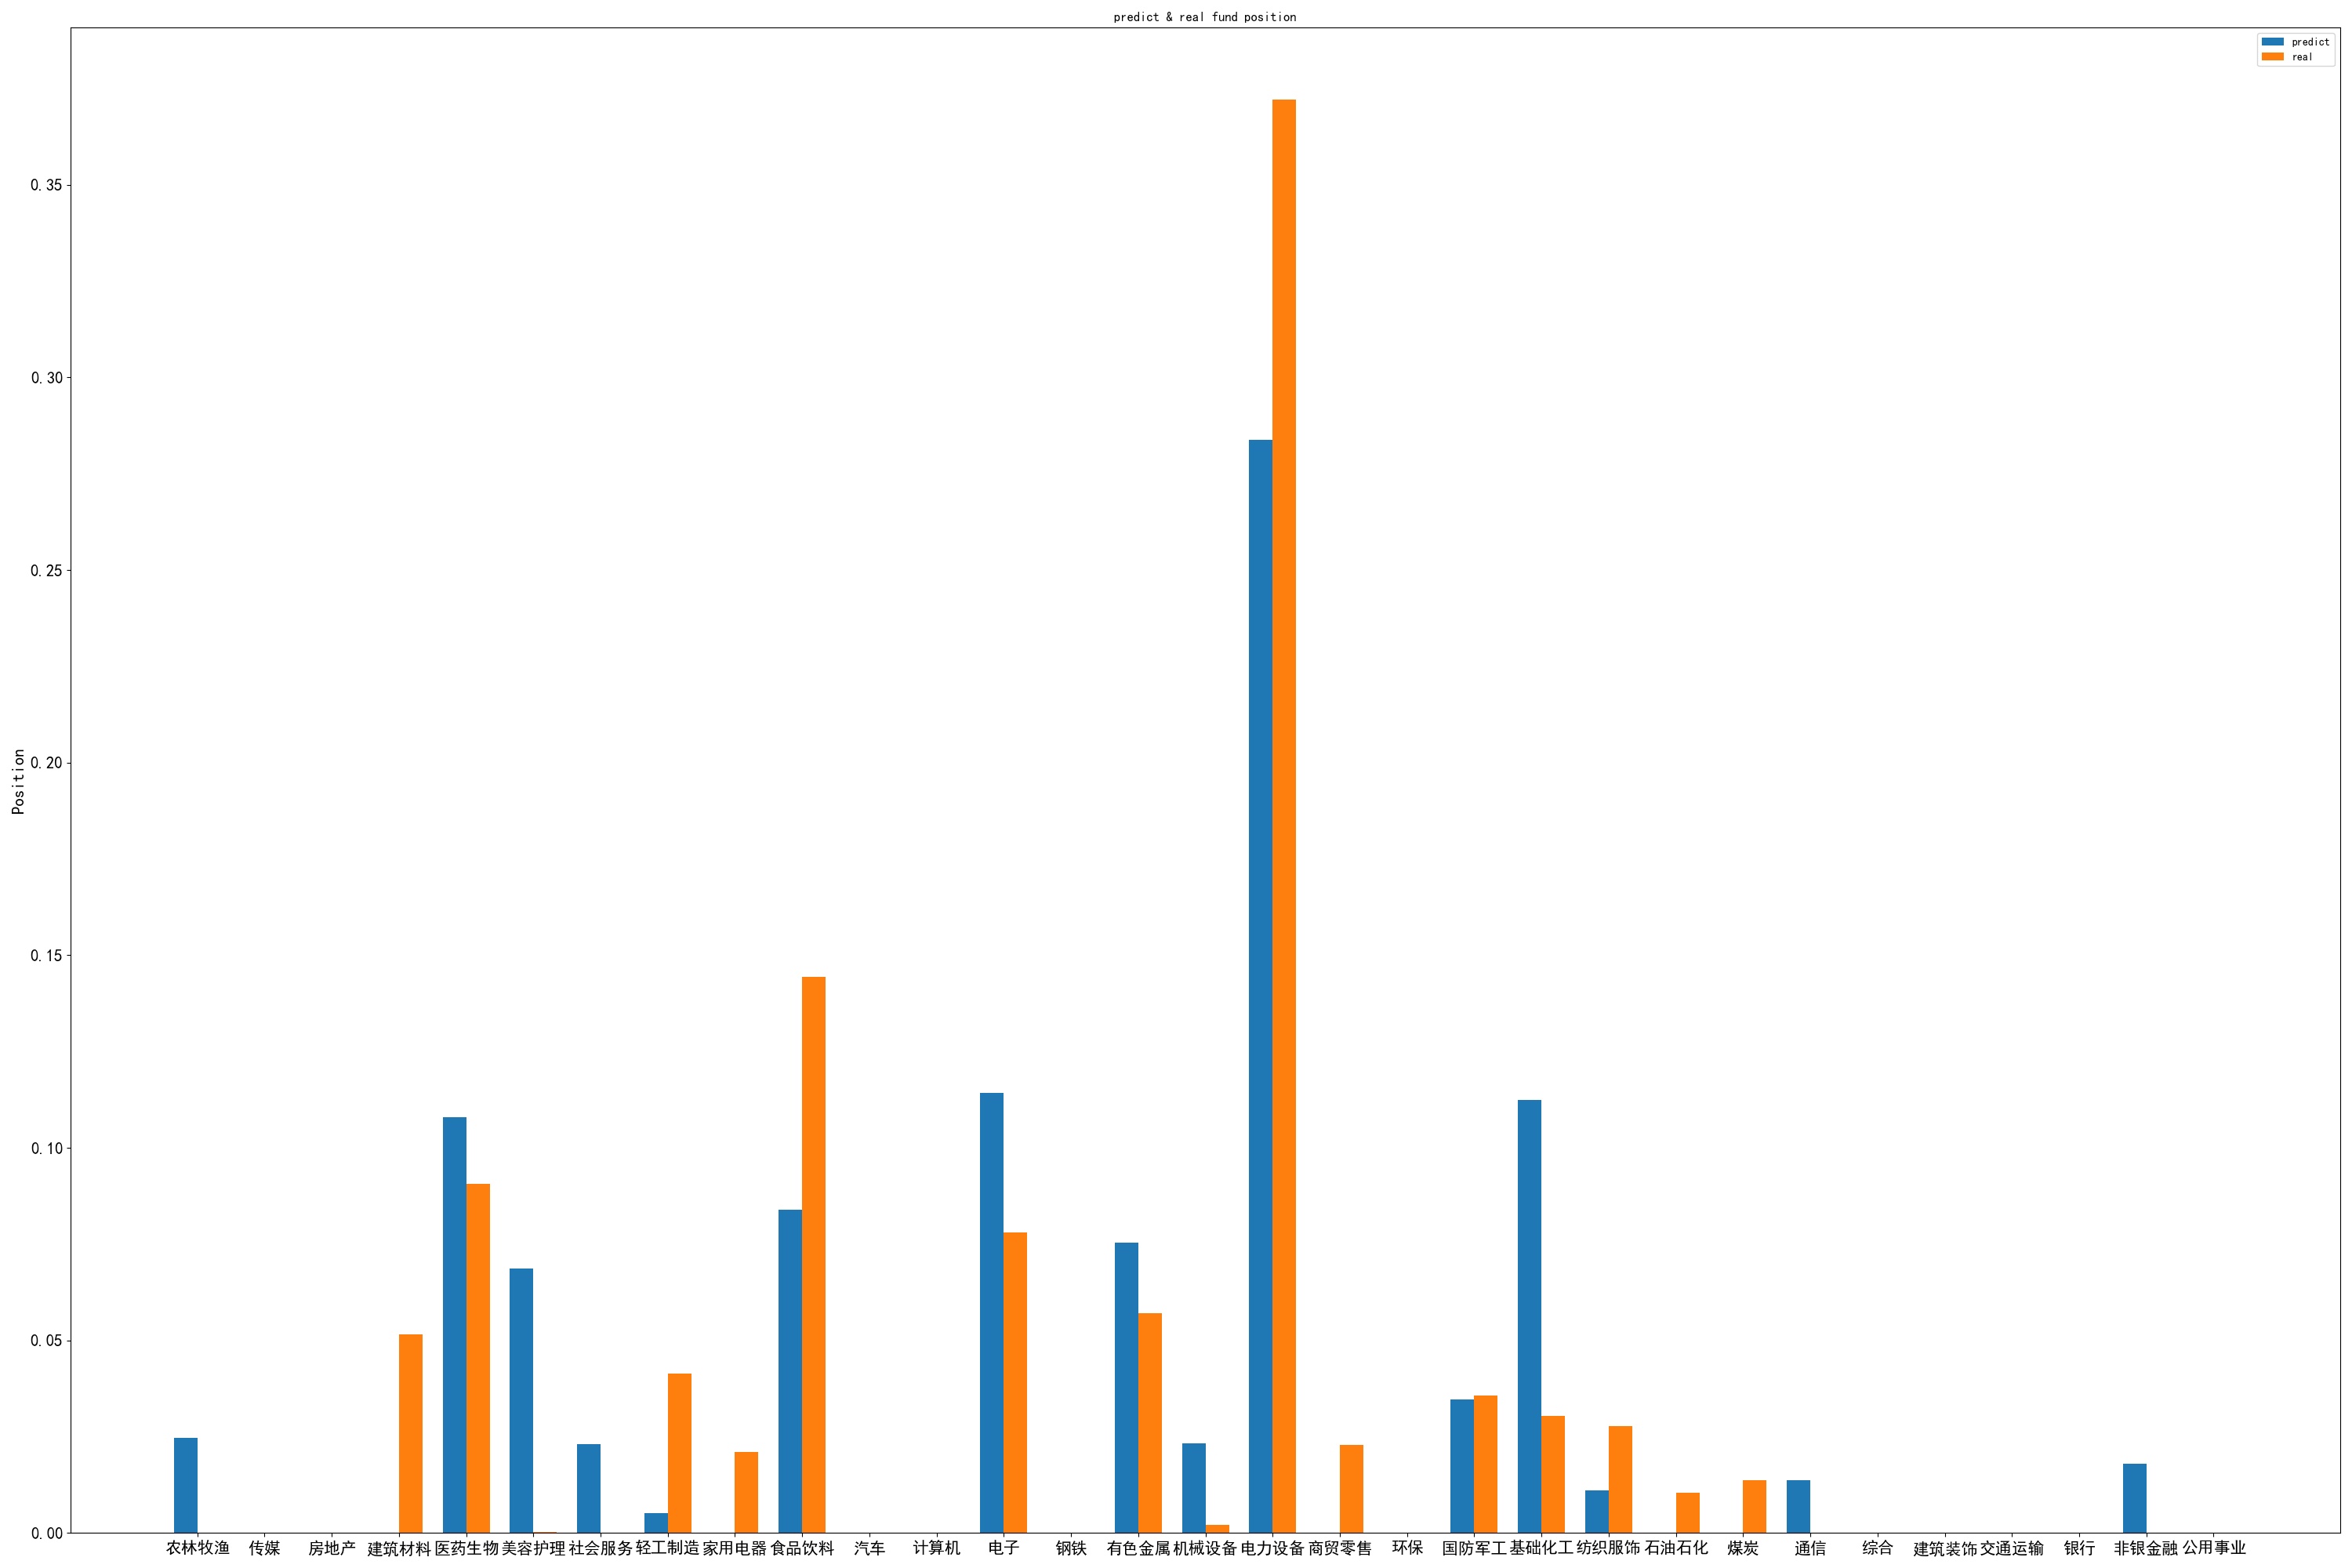 predict & real fund position
predict
real
Position
0.35
0.30
0.25
0.20
0.15
0.10
0.05
0.00
农林牧渔 传媒 房地产 建筑材料 医药生物 美容护理 社会服务 轻工制造 家用电器 食品饮料 汽车 计算机 电子 钢铁 有色金属 机械设备 电力设备 商贸零售 环保 国防军工 基础化工 纺织服饰 石油石化 煤炭 通信 综合 建筑装饰 交通运输 银行 非银金融 公用事业